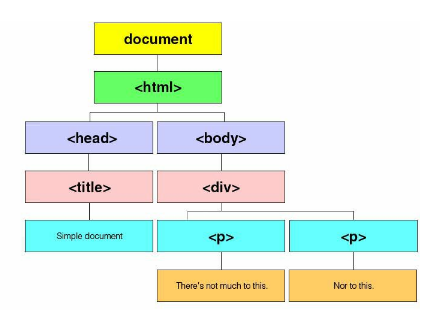 document
<html>
<head>
<body>
<title>
<div>
Simple document
<p>
<p>
There's not much to this.
Nor to this.